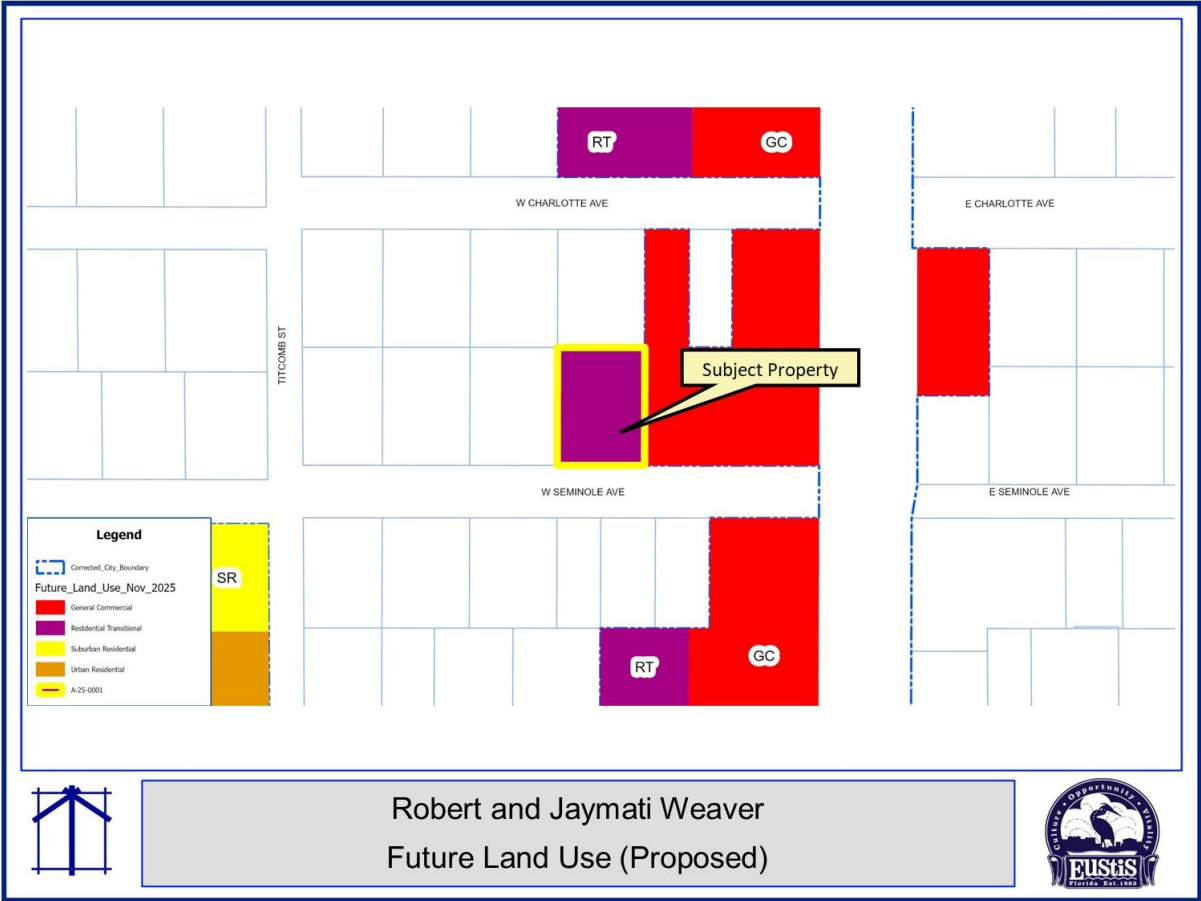 RT
GC
W CHARLOTTE AVE
E CHARLOTTE AVE
TITCOMB ST
Subject Property
W SEMINOLE AVE
E SEMINOLE AVE
Legend
Corrected_City_Boundary
Future_Land_Use_Nov_2025
General Commercial
Residential Transitional
Suburban Residential
Urban Residential
A-25-0001
SR
RT
GC
Robert and Jaymati Weaver
Future Land Use (Proposed)
Culture • Opportunity • Vitality
EUSTIS
Florida Est.1883